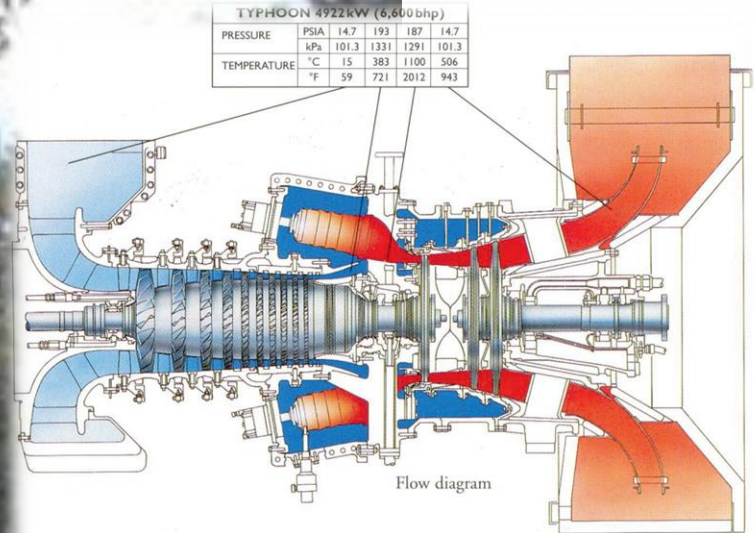 TYPHOON 4922kW (6,600bhp)
PRESSURE PSIA 14.7 193 187 14.7
kPa 101.3 1331 1291 101.3
TEMPERATURE °C 15 383 1100 506
°F 59 721 2012 943
Flow diagram